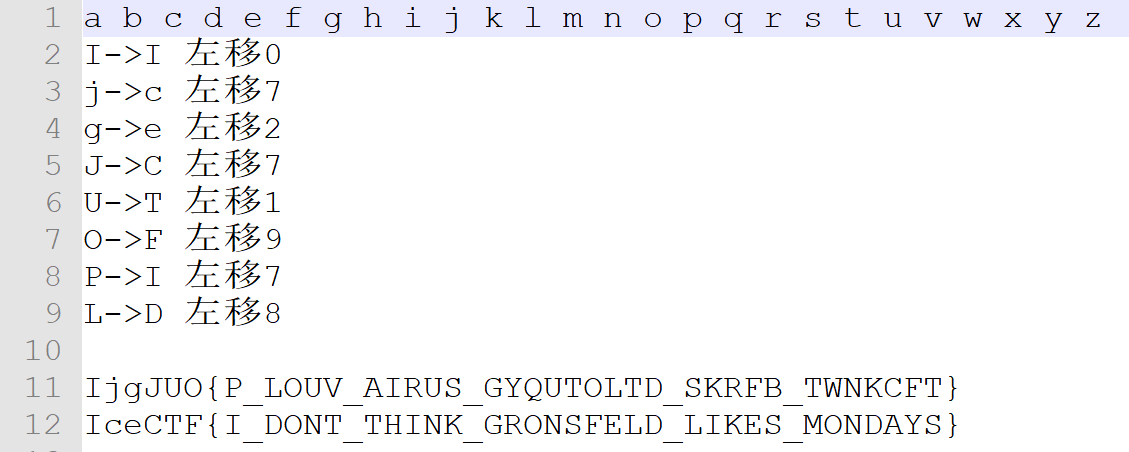 1 a b c d e f g h i j k l m n o p q r s t u v w x y z
2 I->I 左移0
3 j->c 左移7
4 g->e 左移2
5 J->C 左移7
6 U->T 左移1
7 O->F 左移9
8 P->I 左移7
9 L->D 左移8
10
11 IjgJUO{P_LOUV_AIRUS_GYQUTOLTD_SKRFB_TWNKCFT}
12 IceCTF{I_DONT_THINK_GRONSFELD_LIKES_MONDAYS}